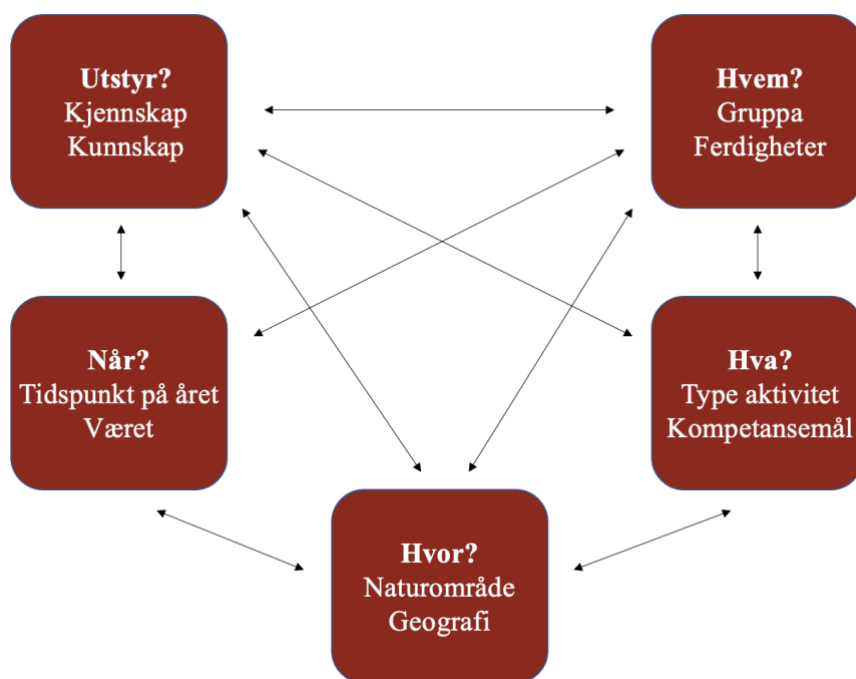 Utstyr?
Kjennskap
Kunnskap
Hvem?
Gruppa
Ferdigheter
Når?
Tidspunkt på året
Været
Hva?
Type aktivitet
Kompetansemål
Hvor?
Naturområde
Geografi